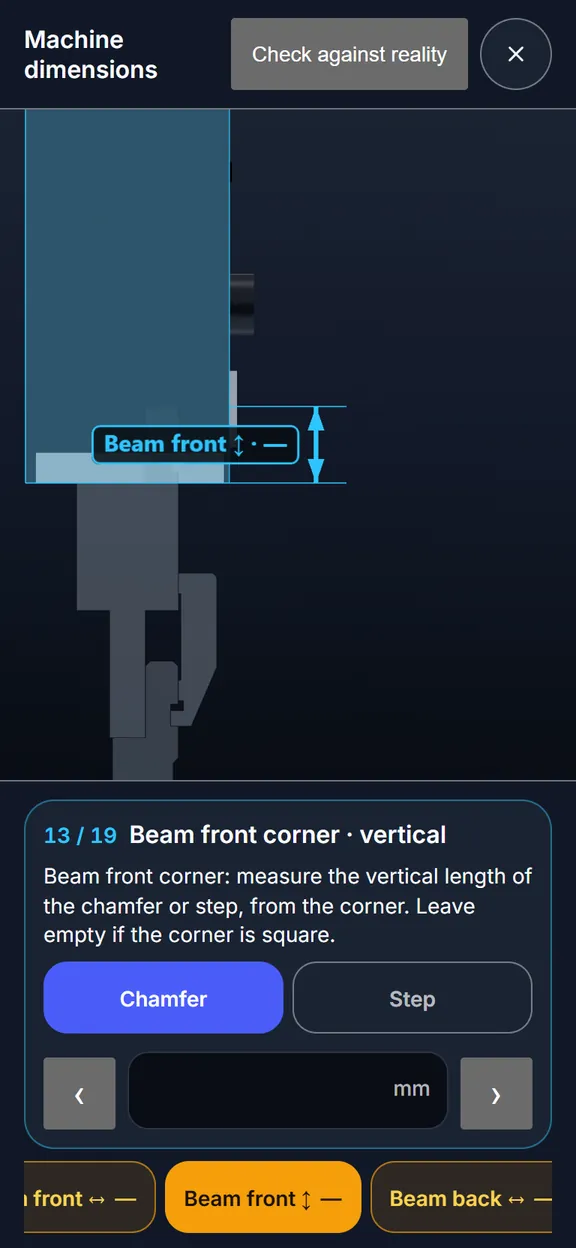 Machine
dimensions
Check against reality
×
Beam front ↕ · —
13 / 19 Beam front corner · vertical
Beam front corner: measure the vertical length of
the chamfer or step, from the corner. Leave
empty if the corner is square.
Chamfer
Step
‹
mm
›
front ↔ —
Beam front ↕ —
Beam back ↔ —